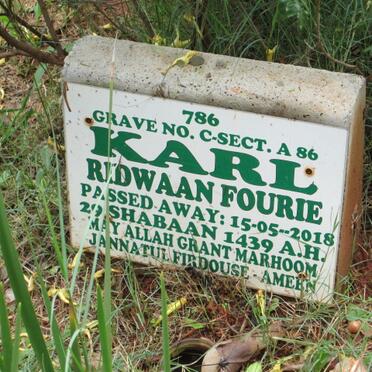 786
GRAVE NO. C-SECT. A 86
KARL
RIDWAAN FOURIE
PASSED AWAY: 15-05--2018
29 SHABAAN 1439 A.H.
MAY ALLAH GRANT MARHOOM
JANNATUL FIRDOUSE - AMEEN